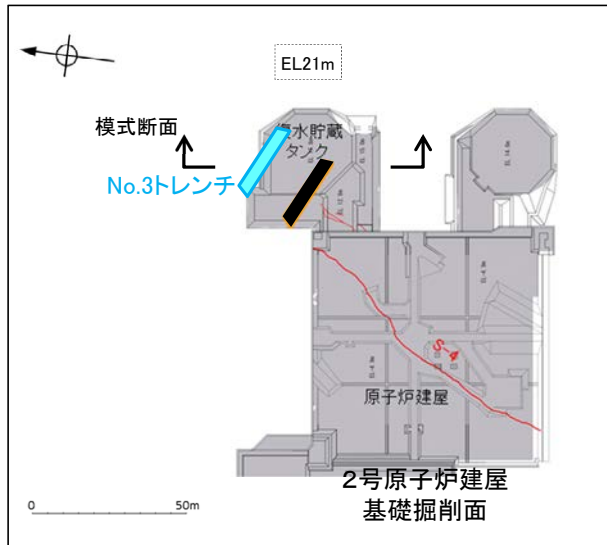 EL21m
模式断面
復水貯蔵
タンク
No.3トレンチ
S-4
原子炉建屋
2号原子炉建屋
基礎掘削面
0
50m